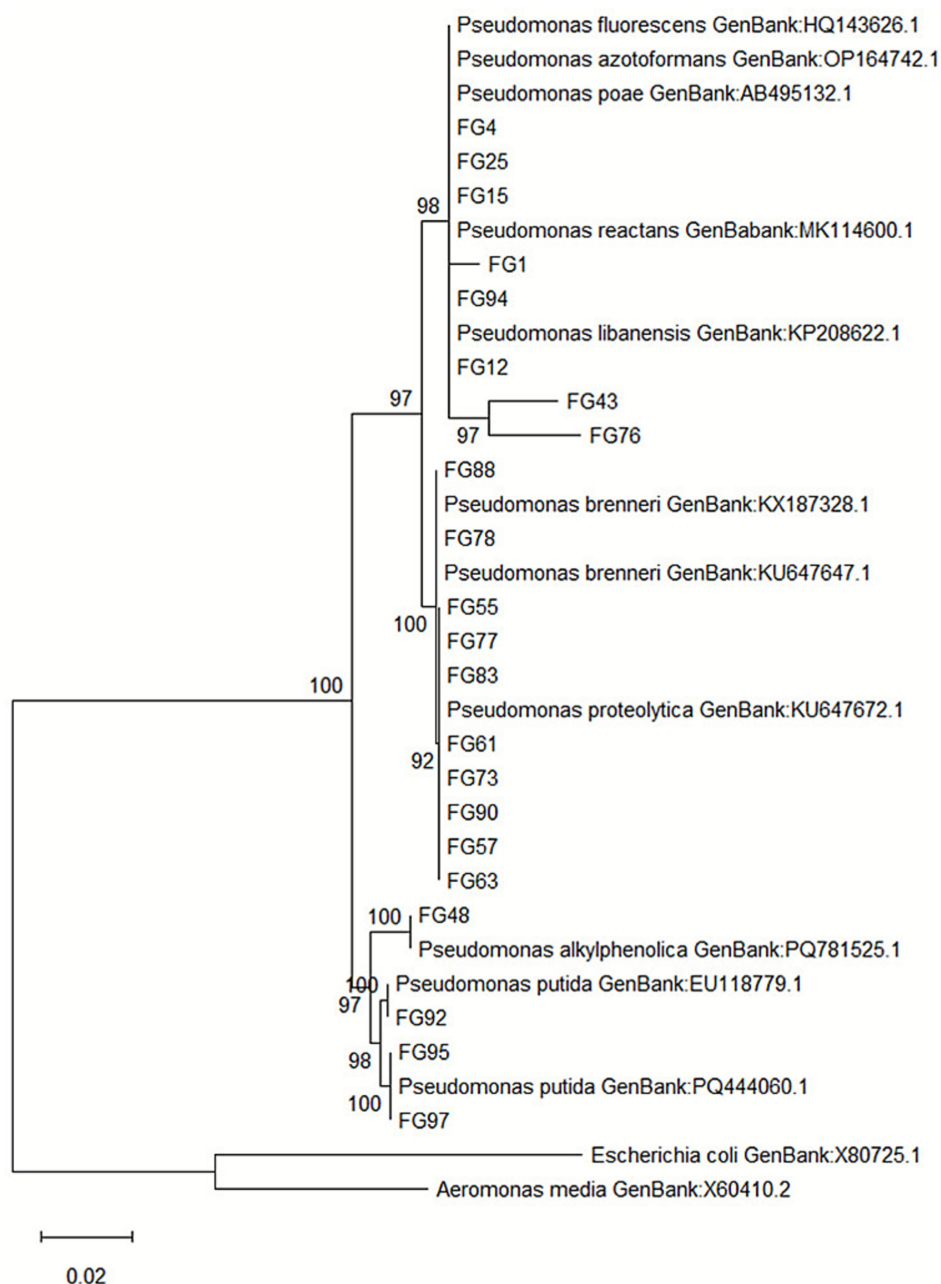 Pseudomonas fluorescens GenBank:HQ143626.1
Pseudomonas azotoformans GenBank:OP164742.1
Pseudomonas poae GenBank:AB495132.1
FG4
FG25
FG15
98
Pseudomonas reactans GenBabank:MK114600.1
FG1
FG94
Pseudomonas libanensis GenBank:KP208622.1
FG12
97
FG43
97
FG76
FG88
Pseudomonas brenneri GenBank:KX187328.1
FG78
Pseudomonas brenneri GenBank:KU647647.1
FG55
100
FG77
FG83
100
Pseudomonas proteolytica GenBank:KU647672.1
FG61
92
FG73
FG90
FG57
FG63
100
FG48
Pseudomonas alkylphenolica GenBank:PQ781525.1
100
Pseudomonas putida GenBank:EU118779.1
97
FG92
98
FG95
Pseudomonas putida GenBank:PQ444060.1
100
FG97
Escherichia coli GenBank:X80725.1
Aeromonas media GenBank:X60410.2
0.02